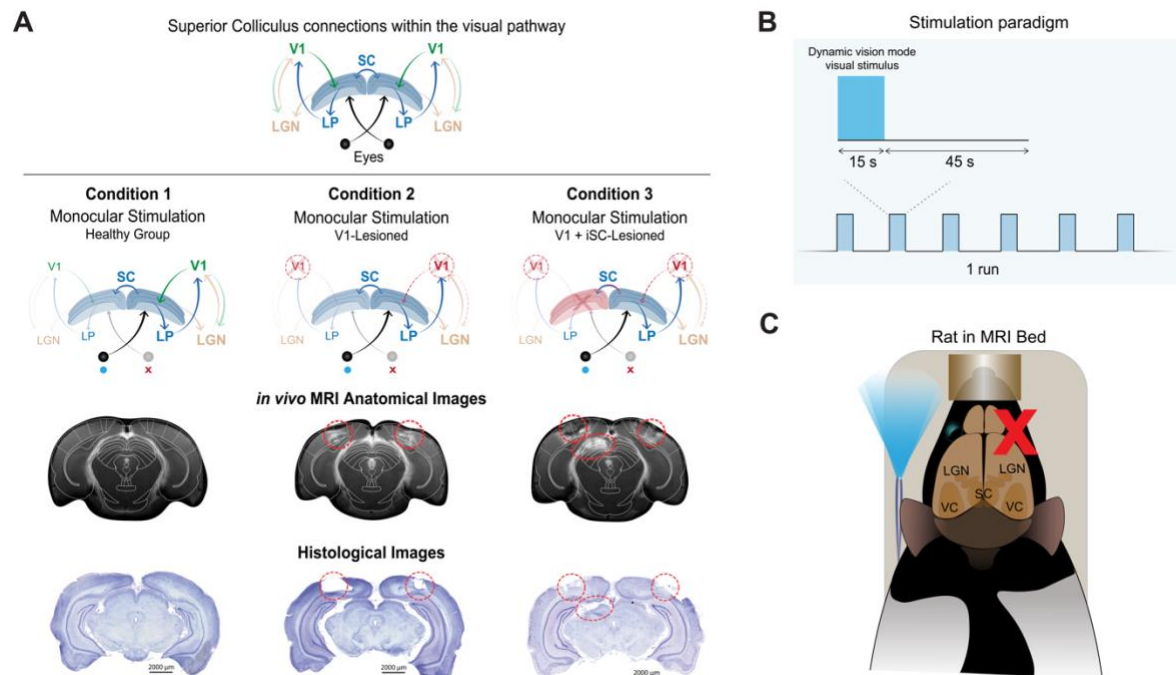 A
Superior Colliculus connections within the visual pathway
V1
SC
V1
LGN
LP
LP
LGN
Eyes
Condition 1
Monocular Stimulation
Healthy Group
V1
SC
V1
LGN
LP
LP
LGN
x
Condition 2
Monocular Stimulation
V1-Lesioned
V1
SC
V1
LGN
LP
LP
LGN
x
Condition 3
Monocular Stimulation
V1 + iSC-Lesioned
V1
SC
V1
LGN
LP
LP
LGN
x
in vivo MRI Anatomical Images
Histological Images
2000 µm
2000 µm
2000 µm
B
Stimulation paradigm
Dynamic vision mode
visual stimulus
15 s
45 s
1 run
C
Rat in MRI Bed
X
LGN
LGN
SC
VC
VC